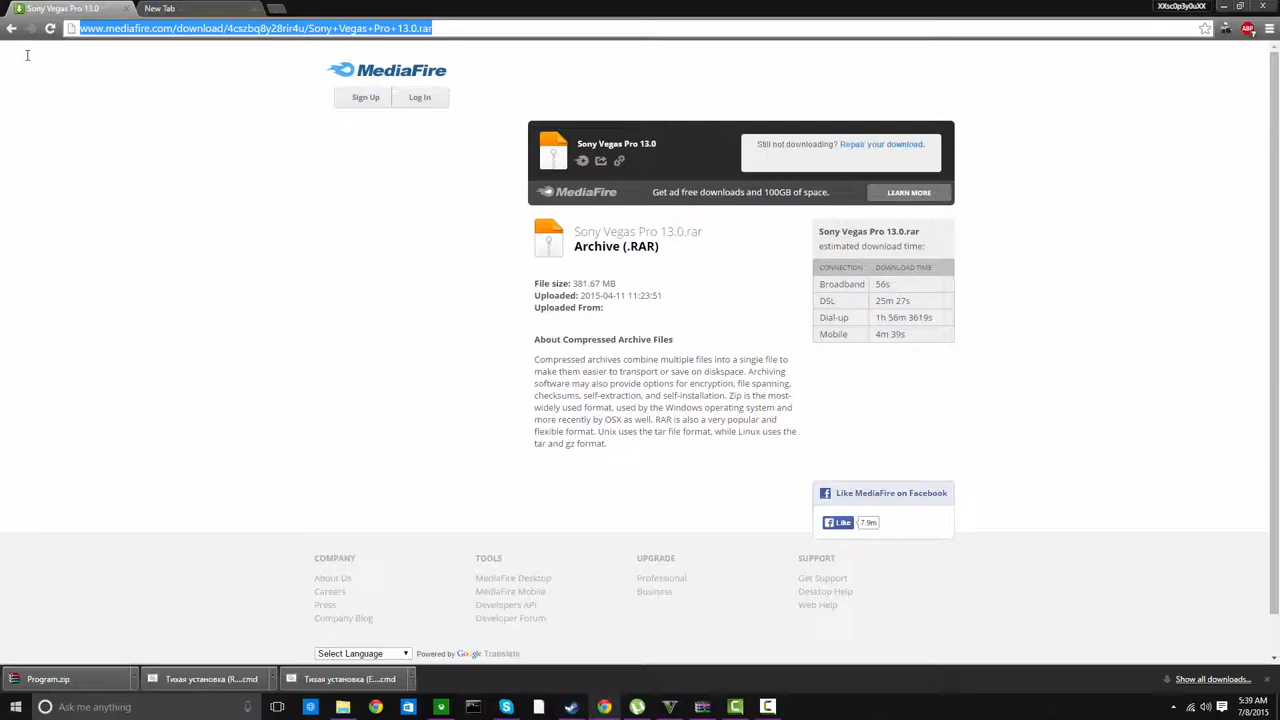 Sony Vegas Pro 13.0
New Tab
XXsc0p3y0uXX
www.mediafire.com/download/4cszbq8y28rir4u/Sony+Vegas+Pro+13.0.rar
MediaFire
Sign Up
Log In
Sony Vegas Pro 13.0
Still not downloading? Repair your download.
MediaFire
Get ad free downloads and 100GB of space.
LEARN MORE
Sony Vegas Pro 13.0.rar
Archive (.RAR)
File size: 381.67 MB
Uploaded: 2015-04-11 11:23:51
Uploaded From:
About Compressed Archive Files
Compressed archives combine multiple files into a single file to
make them easier to transport or save on diskspace. Archiving
software may also provide options for encryption, file spanning,
checksums, self-extraction, and self-installation. Zip is the most-
widely used format, used by the Windows operating system and
more recently by OSX as well. RAR is also a very popular and
flexible format. Unix uses the tar file format, while Linux uses the
tar and gz format.
Sony Vegas Pro 13.0.rar
estimated download time:
CONNECTION DOWNLOAD TIME
Broadband 56s
DSL 25m 27s
Dial-up 1h 56m 3619s
Mobile 4m 39s
Like MediaFire on Facebook
Like 7.9m
COMPANY
About Us
Careers
Press
Company Blog
TOOLS
MediaFire Desktop
MediaFire Mobile
Developers API
Developer Forum
UPGRADE
Professional
Business
SUPPORT
Get Support
Desktop Help
Web Help
Select Language
Powered by Google Translate
Program.zip
Тихая установка (R....cmd
Тихая установка (E....cmd
Show all downloads...
Ask me anything
5:39 AM
7/8/2015